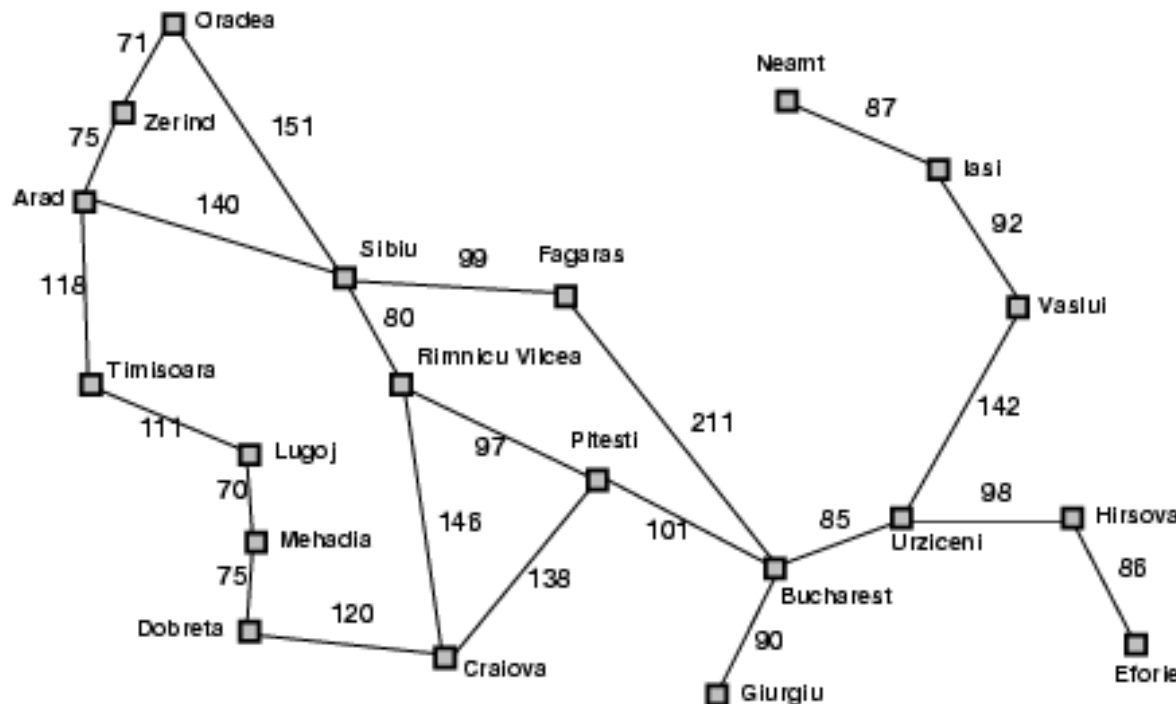 Oradea
71
Neamt
87
Zerind
151
75
Iasi
Arad
140
92
Sibiu
99
Fagaras
118
80
Vaslui
Rimnicu Vilcea
Timisoara
142
111
211
Lugoj
97
Pitesti
70
98
146
85
Hirsova
101
Urziceni
Mehadia
86
75
138
Bucharest
120
Dobreta
90
Craiova
Eforie
Giurgiu